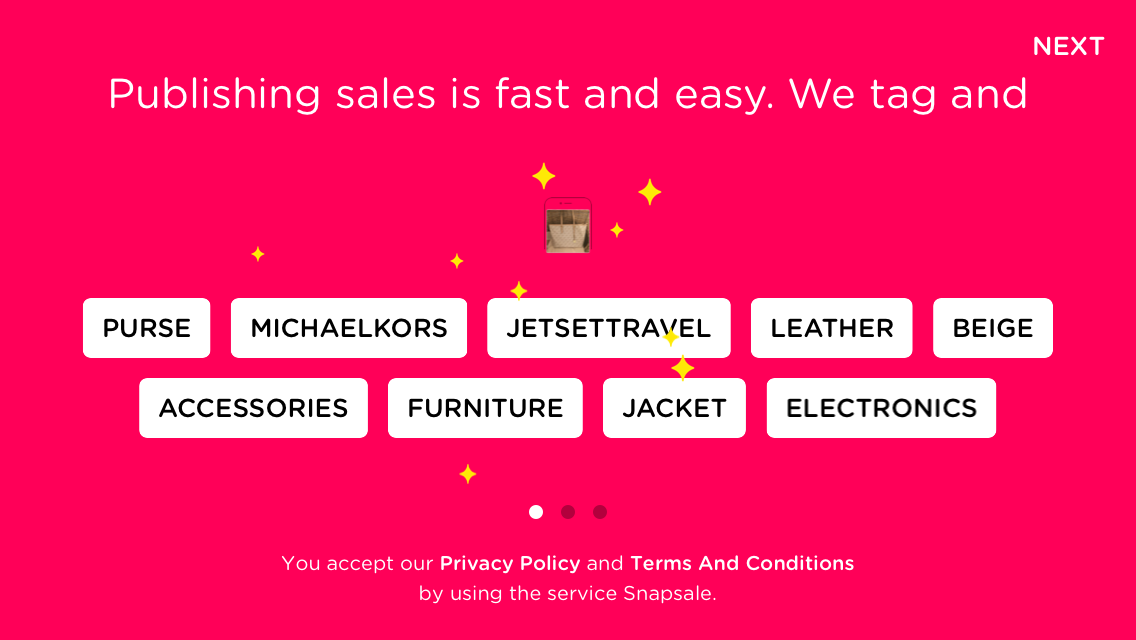 NEXT
Publishing sales is fast and easy. We tag and
PURSE MICHAELKORS JETSETTRAVEL LEATHER BEIGE
ACCESSORIES FURNITURE JACKET ELECTRONICS
You accept our Privacy Policy and Terms And Conditions
by using the service Snapsale.